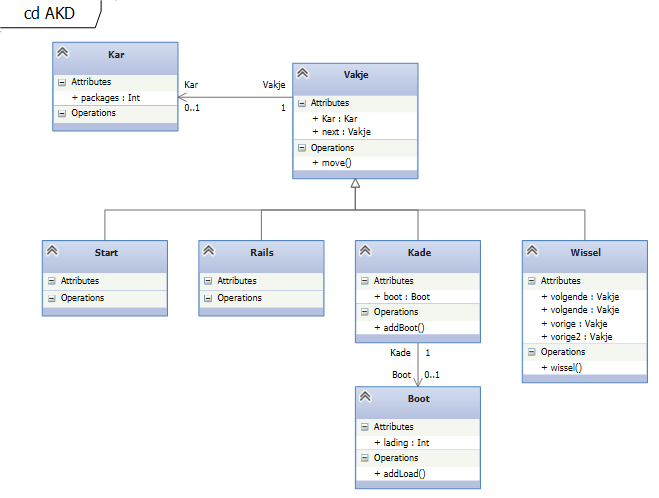 cd AKD
Kar
Attributes
+ packages : Int
Operations
Kar
Vakje
0..1
1
Vakje
Attributes
+ Kar : Kar
+ next : Vakje
Operations
+ move()
Start
Attributes
Operations
Rails
Attributes
Operations
Kade
Attributes
+ boot : Boot
Operations
+ addBoot()
Wissel
Attributes
+ volgende : Vakje
+ volgende : Vakje
+ vorige : Vakje
+ vorige2 : Vakje
Operations
+ wissel()
Kade
1
Boot
0..1
Boot
Attributes
+ lading : Int
Operations
+ addLoad()